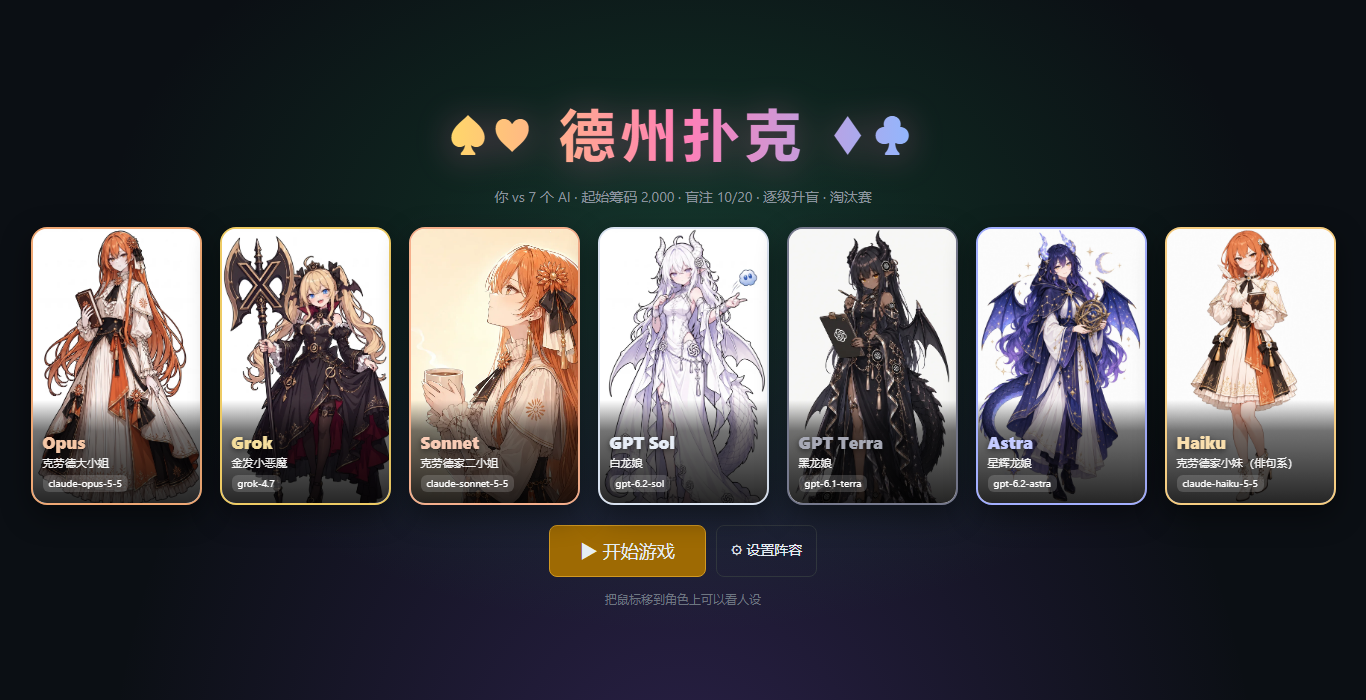 ♠♥ 德州扑克 ♦♣
你 vs 7 个 AI · 起始筹码 2,000 · 盲注 10/20 · 逐级升盲 · 淘汰赛
Opus
克劳德大小姐
claude-opus-5-5
Grok
金发小恶魔
grok-4.7
Sonnet
克劳德家二小姐
claude-sonnet-5-5
GPT Sol
白龙娘
gpt-6.2-sol
GPT Terra
黑龙娘
gpt-6.1-terra
Astra
星辉龙娘
gpt-6.2-astra
Haiku
克劳德家小妹（俳句系）
claude-haiku-5-5
▶ 开始游戏
⚙ 设置阵容
把鼠标移到角色上可以看人设